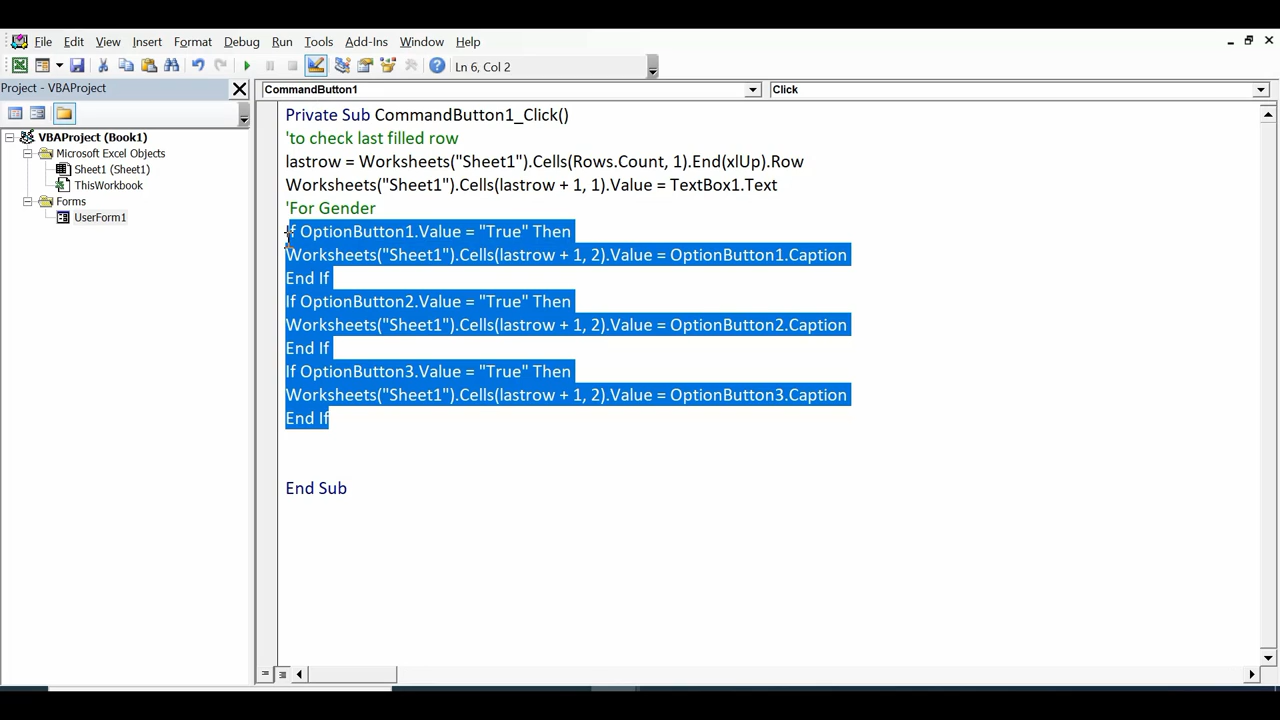 File Edit View Insert Format Debug Run Tools Add-Ins Window Help
Ln 6, Col 2
Project - VBAProject
CommandButton1 Click
VBAProject (Book1)
Microsoft Excel Objects
Sheet1 (Sheet1)
ThisWorkbook
Forms
UserForm1
Private Sub CommandButton1_Click()
'to check last filled row
lastrow = Worksheets("Sheet1").Cells(Rows.Count, 1).End(xlUp).Row
Worksheets("Sheet1").Cells(lastrow + 1, 1).Value = TextBox1.Text
'For Gender
If OptionButton1.Value = "True" Then
Worksheets("Sheet1").Cells(lastrow + 1, 2).Value = OptionButton1.Caption
End If
If OptionButton2.Value = "True" Then
Worksheets("Sheet1").Cells(lastrow + 1, 2).Value = OptionButton2.Caption
End If
If OptionButton3.Value = "True" Then
Worksheets("Sheet1").Cells(lastrow + 1, 2).Value = OptionButton3.Caption
End If
End Sub